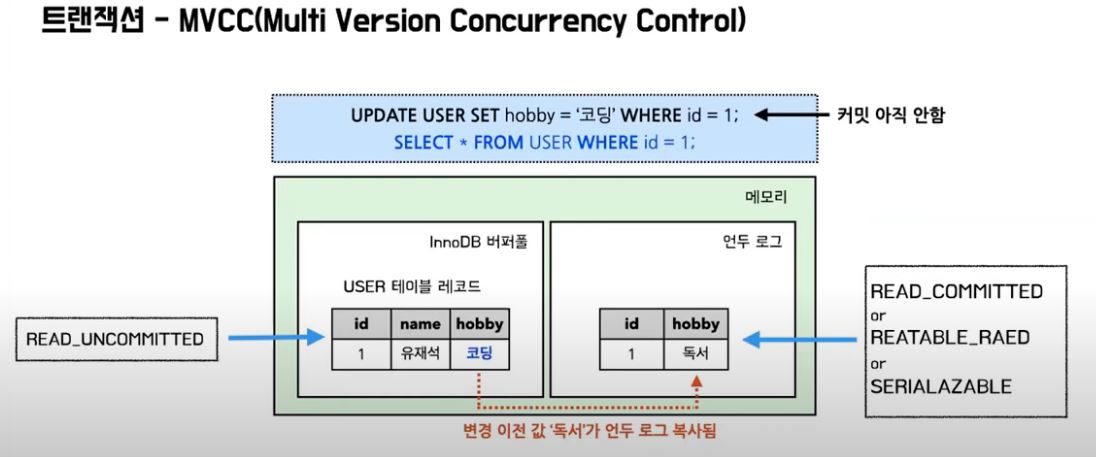 트랜잭션 - MVCC(Multi Version Concurrency Control)
UPDATE USER SET hobby = ‘코딩’ WHERE id = 1;
커밋 아직 안함
SELECT * FROM USER WHERE id = 1;
메모리
InnoDB 버퍼풀
언두 로그
USER 테이블 레코드
id name hobby
1 유재석 코딩
id hobby
1 독서
READ_UNCOMMITTED
READ_COMMITTED
or
REATABLE_RAED
or
SERIALAZABLE
변경 이전 값 ‘독서’가 언두 로그 복사됨